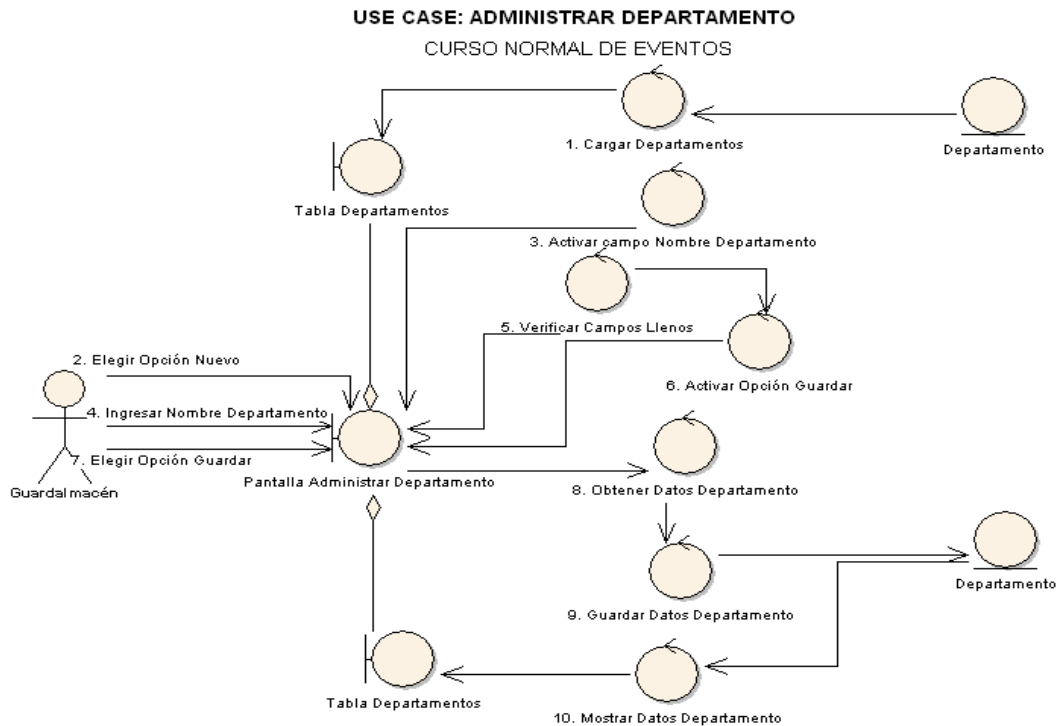 USE CASE: ADMINISTRAR DEPARTAMENTO
CURSO NORMAL DE EVENTOS
1. Cargar Departamentos
Departamento
Tabla Departamentos
3. Activar campo Nombre Departamento
5. Verificar Campos Llenos
2. Elegir Opción Nuevo
6. Activar Opción Guardar
4. Ingresar Nombre Departamento
7. Elegir Opción Guardar
Guardalmacén
Pantalla Administrar Departamento
8. Obtener Datos Departamento
Departamento
9. Guardar Datos Departamento
Tabla Departamentos
10. Mostrar Datos Departamento